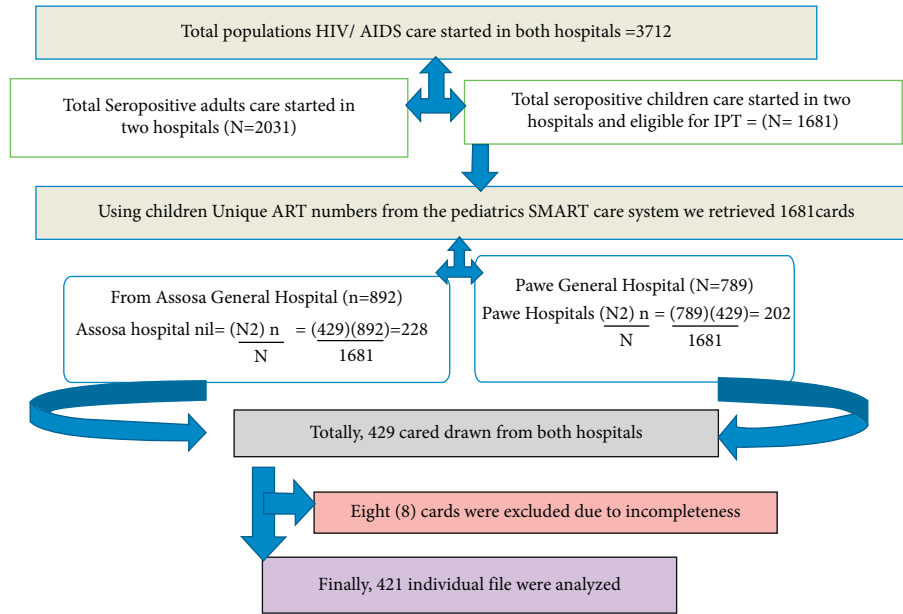 Total populations HIV/ AIDS care started in both hospitals =3712
Total Seropositive adults care started in
two hospitals (N=2031)
Total seropositive children care started in two
hospitals and eligible for IPT = (N= 1681)
Using children Unique ART numbers from the pediatrics SMART care system we retrieved 1681cards
From Assosa General Hospital (n=892)
Assosa hospital nil= (N2) n = (429)(892)=228
N 1681
Pawe General Hospital (N=789)
Pawe Hospitals (N2) n = (789)(429) = 202
N 1681
Totally, 429 cared drawn from both hospitals
Eight (8) cards were excluded due to incompleteness
Finally, 421 individual file were analyzed